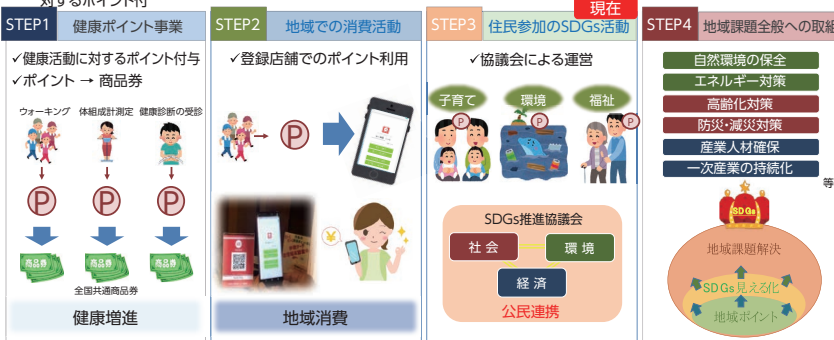 対するポイント付
STEP1 健康ポイント事業
✓健康活動に対するポイント付与
✓ポイント → 商品券
ウォーキング 体組成計測定 健康診断の受診
P P P
商品券 商品券 商品券
全国共通商品券
健康増進
STEP2 地域での消費活動
✓登録店舗でのポイント利用
P
¥
地域消費
現在
STEP3 住民参加のSDGs活動
✓協議会による運営
子育て 環境 福祉
P P P
SDGs推進協議会
社会 環境
経済
公民連携
STEP4 地域課題全般への取組
自然環境の保全
エネルギー対策
高齢化対策
防災・減災対策
産業人材確保
一次産業の持続化
等
SDGs
地域課題解決
SDGs見える化
地域ポイント